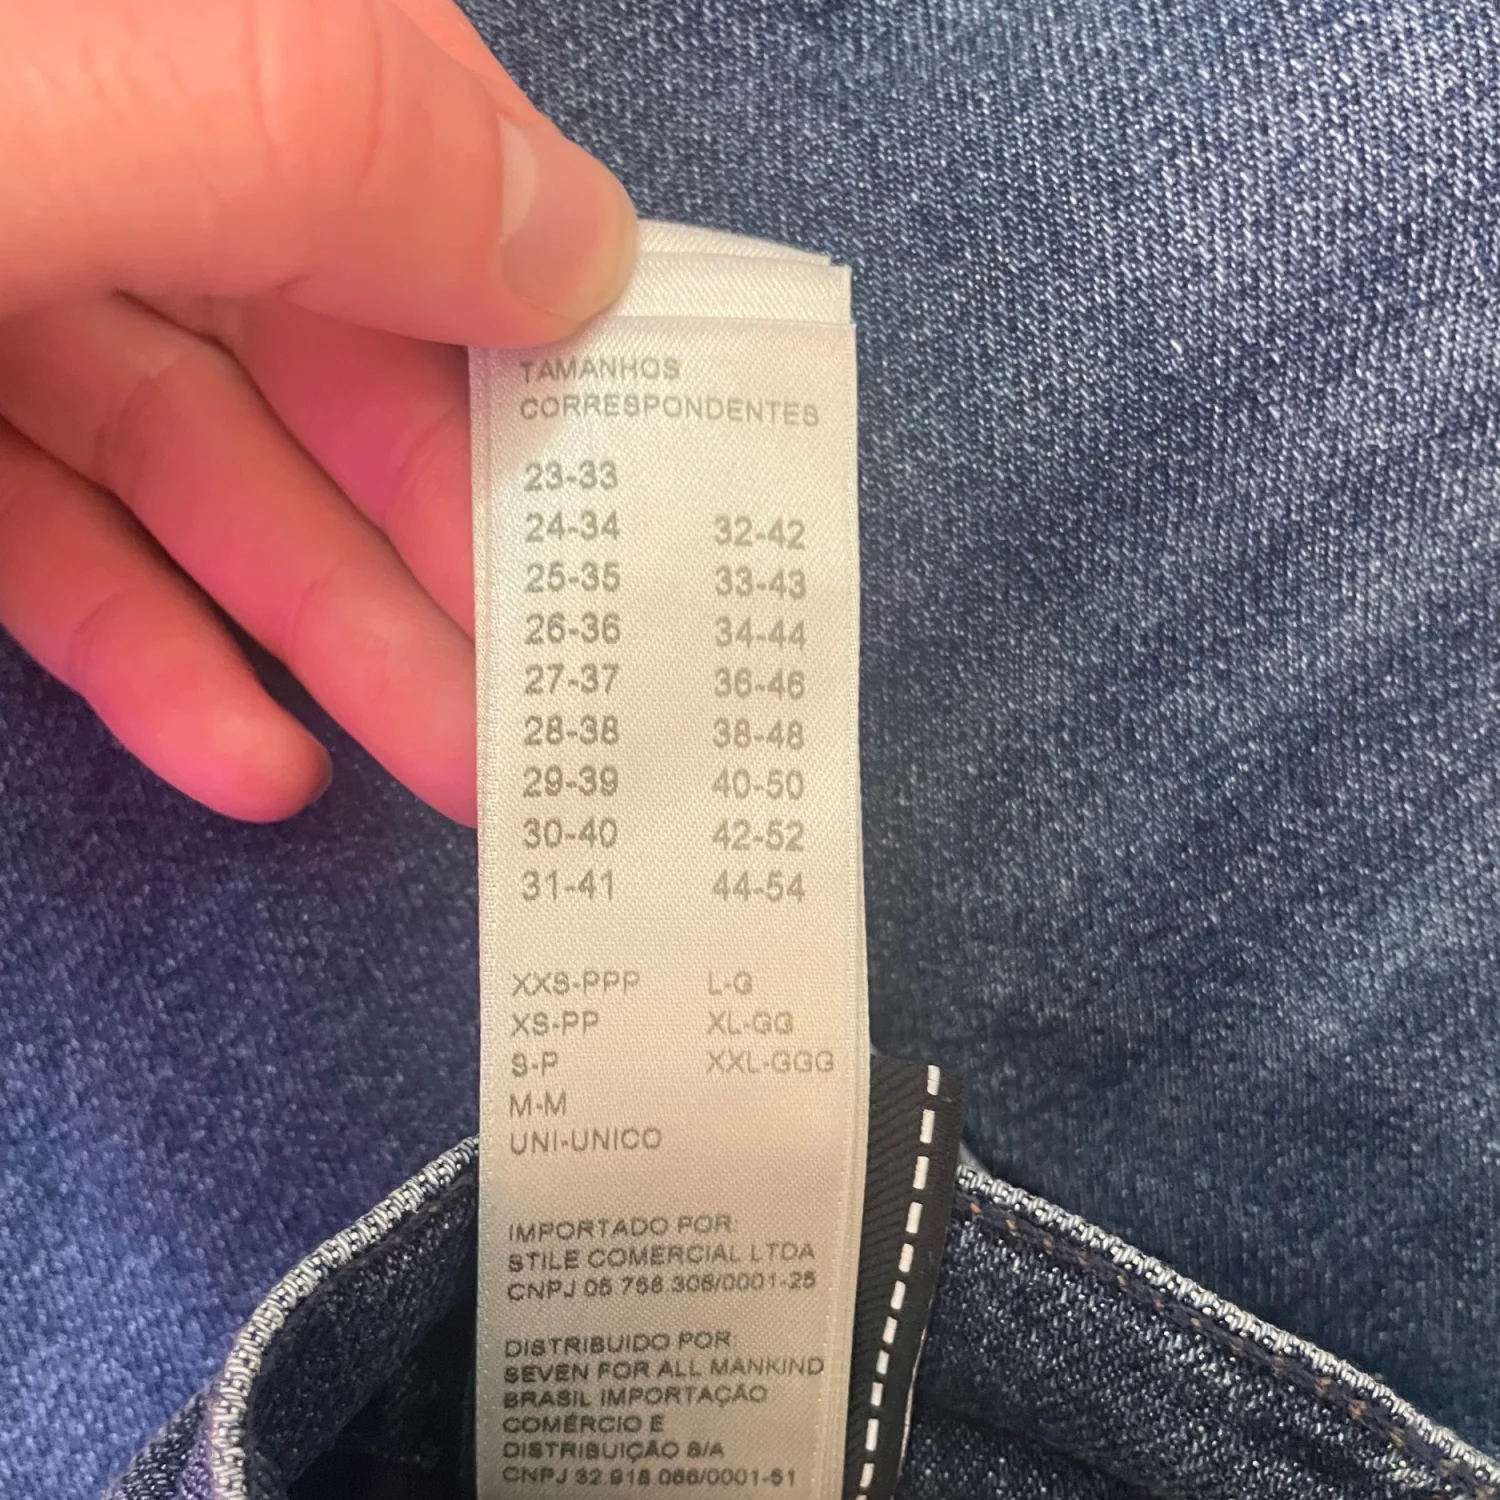 TAMANHOS
CORRESPONDENTES
23-33
24-34 32-42
25-35 33-43
26-36 34-44
27-37 36-46
28-38 38-48
29-39 40-50
30-40 42-52
31-41 44-54
XXS-PPP L-G
XS-PP XL-GG
S-P XXL-GGG
M-M
UNI-UNICO
IMPORTADO POR:
STILE COMERCIAL LTDA
CNPJ 05.768.306/0001-25
DISTRIBUIDO POR:
SEVEN FOR ALL MANKIND
BRASIL IMPORTAÇÃO
COMÉRCIO E
DISTRIBUIÇÃO S/A
CNPJ 32.918.086/0001-51